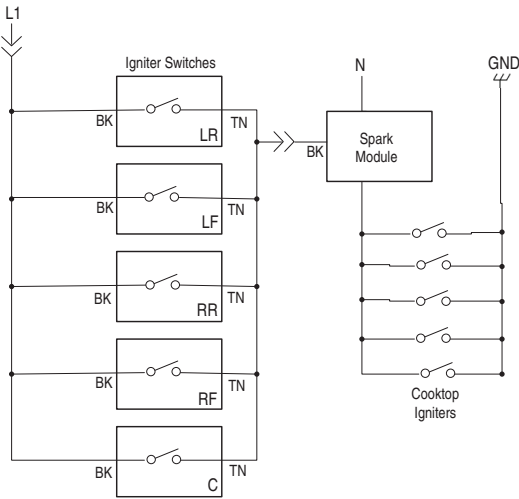 L1
Igniter Switches
N
GND
BK
LR
TN
BK
Spark
Module
BK
LF
TN
BK
RR
TN
BK
RF
TN
BK
C
TN
Cooktop
Igniters